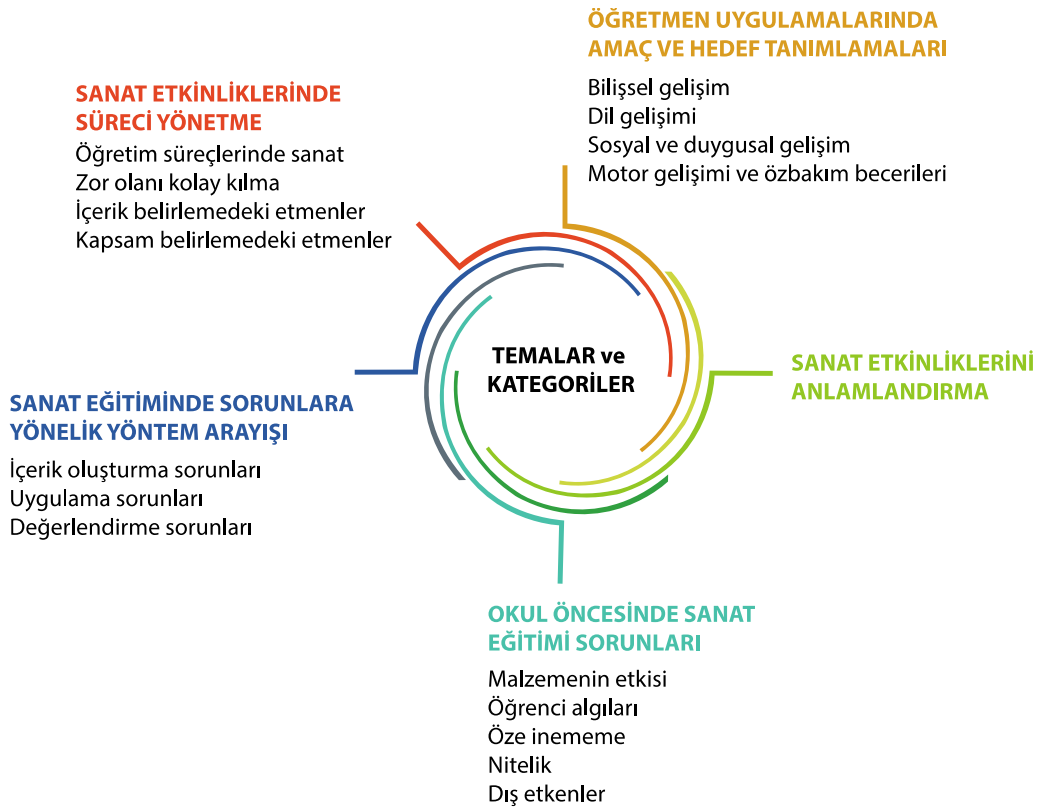 ÖĞRETMEN UYGULAMALARINDA
AMAÇ VE HEDEF TANIMLAMALARI
Bilişsel gelişim
Dil gelişimi
Sosyal ve duygusal gelişim
Motor gelişimi ve özbakım becerileri
SANAT ETKİNLİKLERİNDE
SÜRECİ YÖNETME
Öğretim süreçlerinde sanat
Zor olanı kolay kılma
İçerik belirlemedeki etmenler
Kapsam belirlemedeki etmenler
TEMALAR ve
KATEGORİLER
SANAT ETKİNLİKLERİNİ
ANLAMLANDIRMA
SANAT EĞİTİMİNDE SORUNLARA
YÖNELİK YÖNTEM ARAYIŞI
İçerik oluşturma sorunları
Uygulama sorunları
Değerlendirme sorunları
OKUL ÖNCESİNDE SANAT
EĞİTİMİ SORUNLARI
Malzemenin etkisi
Öğrenci algıları
Öze inememe
Nitelik
Dış etkenler